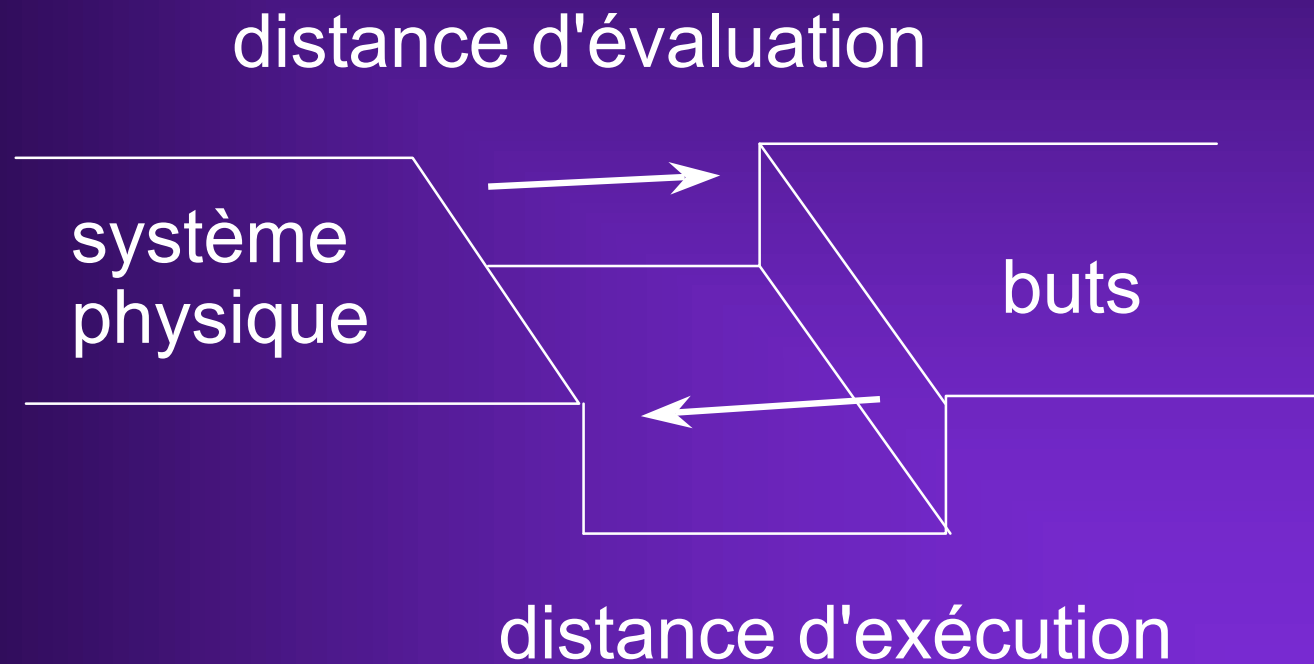 distance d'évaluation
système
physique
buts
distance d'exécution